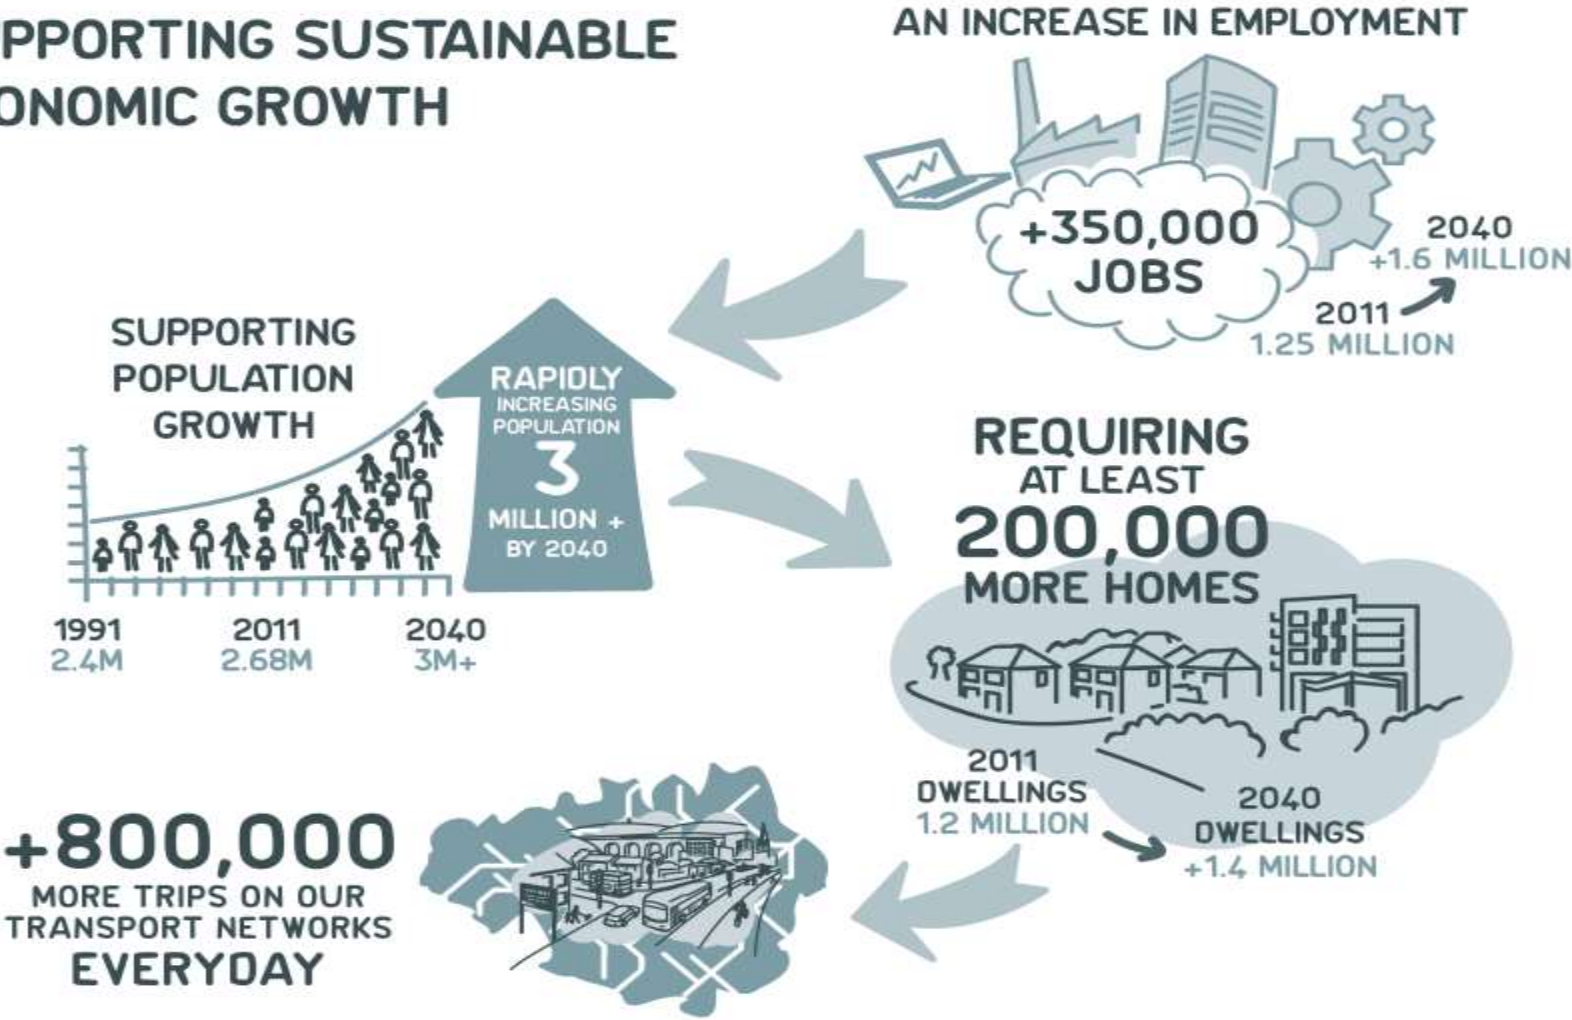 PPORTING SUSTAINABLE
ONOMIC GROWTH
AN INCREASE IN EMPLOYMENT
+350,000
JOBS
2040
+1.6 MILLION
2011
1.25 MILLION
SUPPORTING
POPULATION
GROWTH
RAPIDLY
INCREASING
POPULATION
3
MILLION +
BY 2040
1991
2.4M
2011
2.68M
2040
3M+
REQUIRING
AT LEAST
200,000
MORE HOMES
2011
DWELLINGS
1.2 MILLION
2040
DWELLINGS
+1.4 MILLION
+800,000
MORE TRIPS ON OUR
TRANSPORT NETWORKS
EVERYDAY